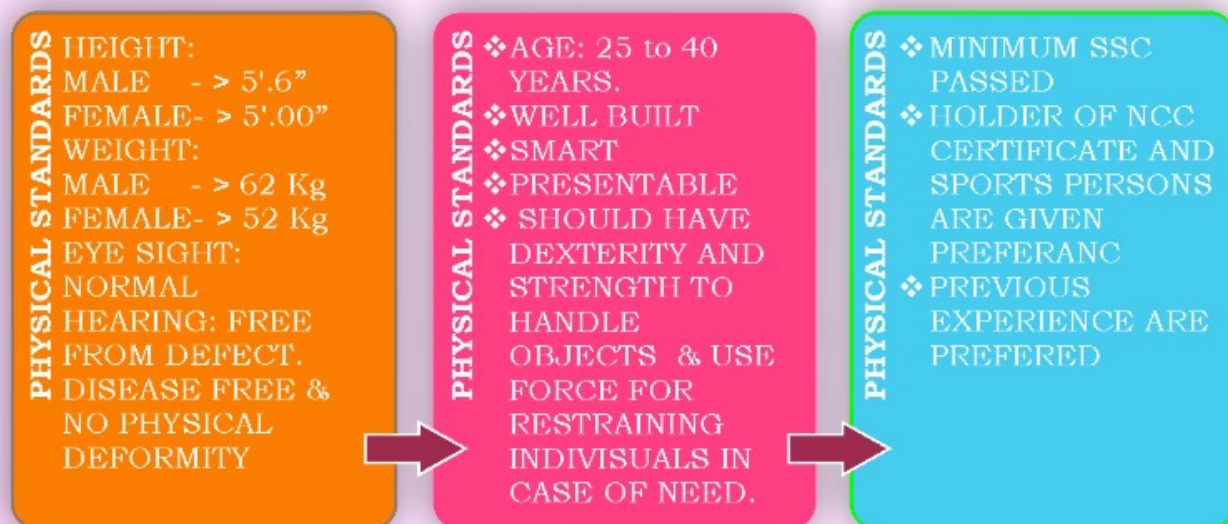 PHYSICAL STANDARDS
HEIGHT:
MALE - > 5'.6"
FEMALE- > 5'.00"
WEIGHT:
MALE - > 62 Kg
FEMALE- > 52 Kg
EYE SIGHT:
NORMAL
HEARING: FREE
FROM DEFECT.
DISEASE FREE &
NO PHYSICAL
DEFORMITY
PHYSICAL STANDARDS
❖AGE: 25 to 40
YEARS.
❖WELL BUILT
❖SMART
❖PRESENTABLE
❖ SHOULD HAVE
DEXTERITY AND
STRENGTH TO
HANDLE
OBJECTS & USE
FORCE FOR
RESTRAINING
INDIVISUALS IN
CASE OF NEED.
PHYSICAL STANDARDS
❖MINIMUM SSC
PASSED
❖HOLDER OF NCC
CERTIFICATE AND
SPORTS PERSONS
ARE GIVEN
PREFERANC
❖PREVIOUS
EXPERIENCE ARE
PREFERED